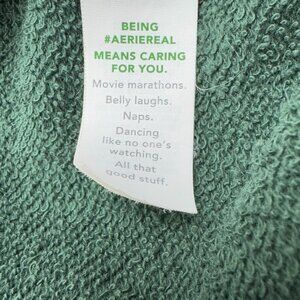 BEING
#AERIEREAL
MEANS CARING
FOR YOU.
Movie marathons.
Belly laughs.
Naps.
Dancing
like no one's
watching.
All that
good stuff.